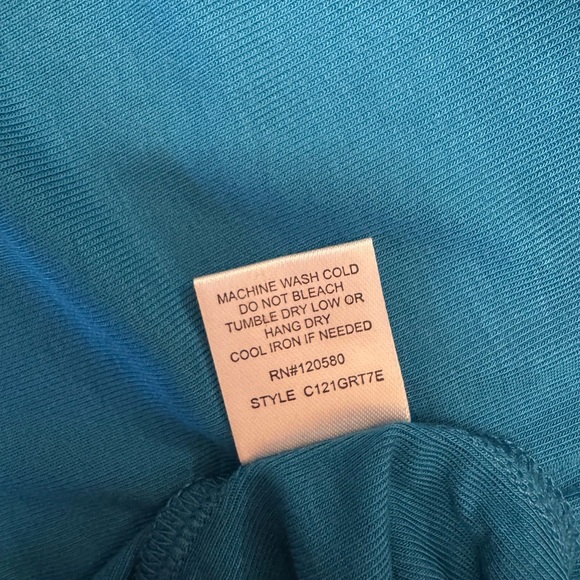 MACHINE WASH COLD
DO NOT BLEACH
TUMBLE DRY LOW OR
HANG DRY
COOL IRON IF NEEDED
RN#120580
STYLE C121GRT7E